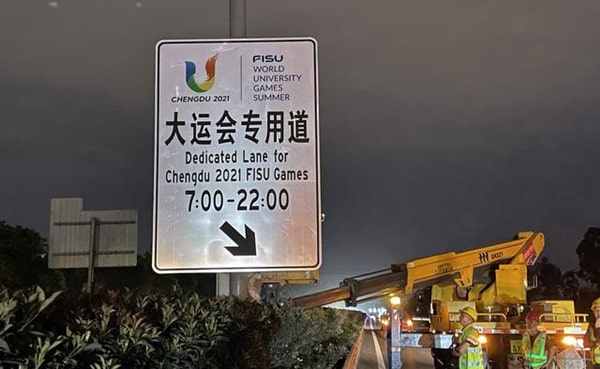 FISU
WORLD
UNIVERSITY
GAMES
SUMMER
CHENGDU 2021
大运会专用道
Dedicated Lane for
Chengdu 2021 FISU Games
7:00-22:00